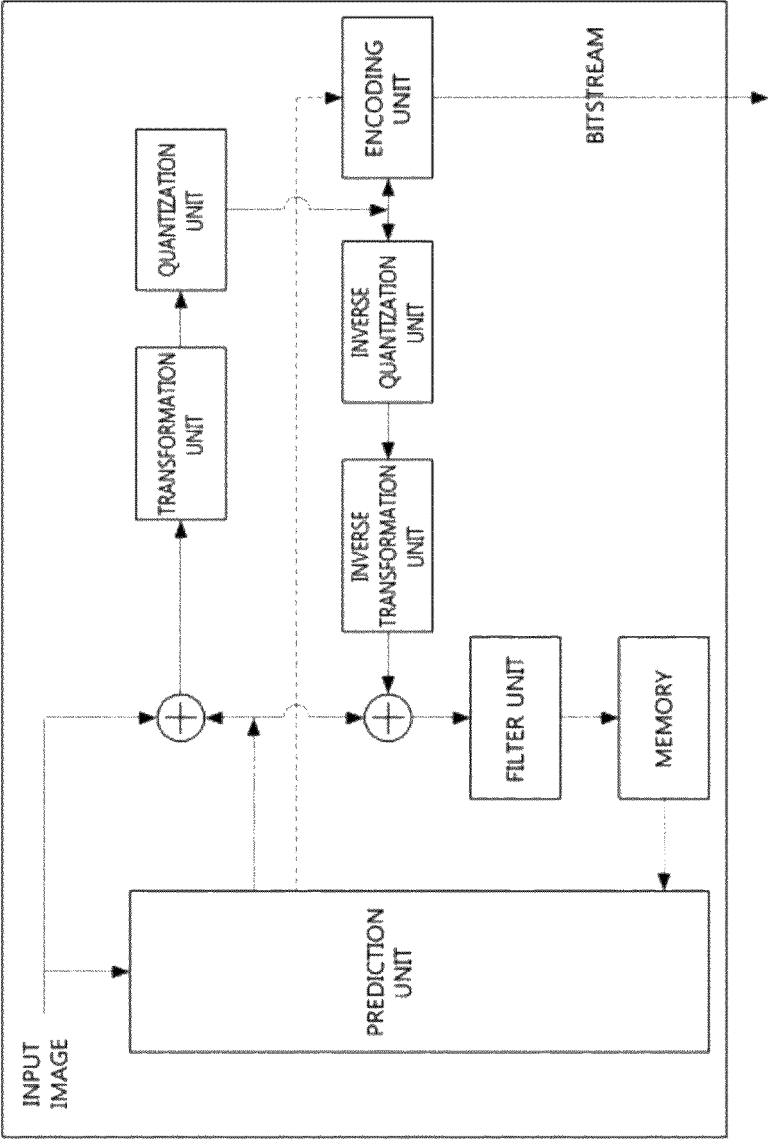 INPUT
IMAGE
PREDICTION
UNIT
TRANSFORMATION
UNIT
QUANTIZATION
UNIT
INVERSE
TRANSFORMATION
UNIT
INVERSE
QUANTIZATION
UNIT
ENCODING
UNIT
FILTER UNIT
MEMORY
BITSTREAM